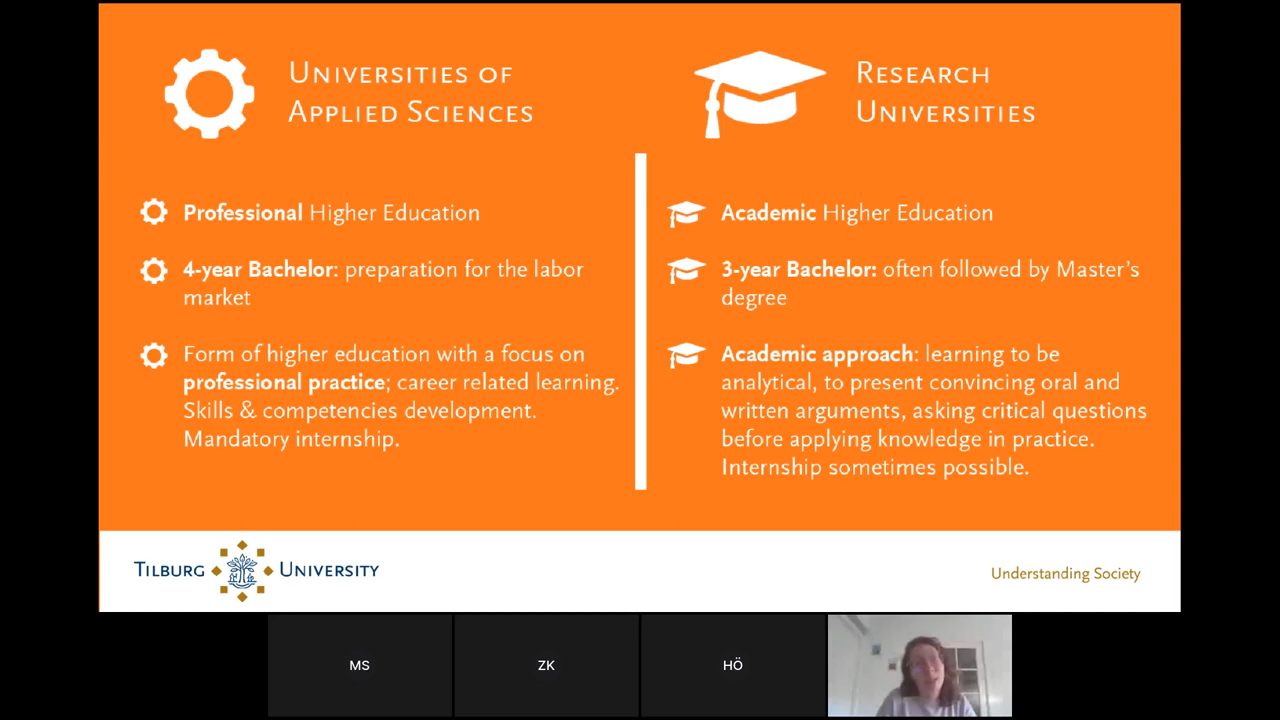 UNIVERSITIES OF
APPLIED SCIENCES
Professional Higher Education
4-year Bachelor: preparation for the labor
market
Form of higher education with a focus on
professional practice; career related learning.
Skills & competencies development.
Mandatory internship.
RESEARCH
UNIVERSITIES
Academic Higher Education
3-year Bachelor: often followed by Master's
degree
Academic approach: learning to be
analytical, to present convincing oral and
written arguments, asking critical questions
before applying knowledge in practice.
Internship sometimes possible.
TILBURG UNIVERSITY
Understanding Society
MS
ZK
HÖ